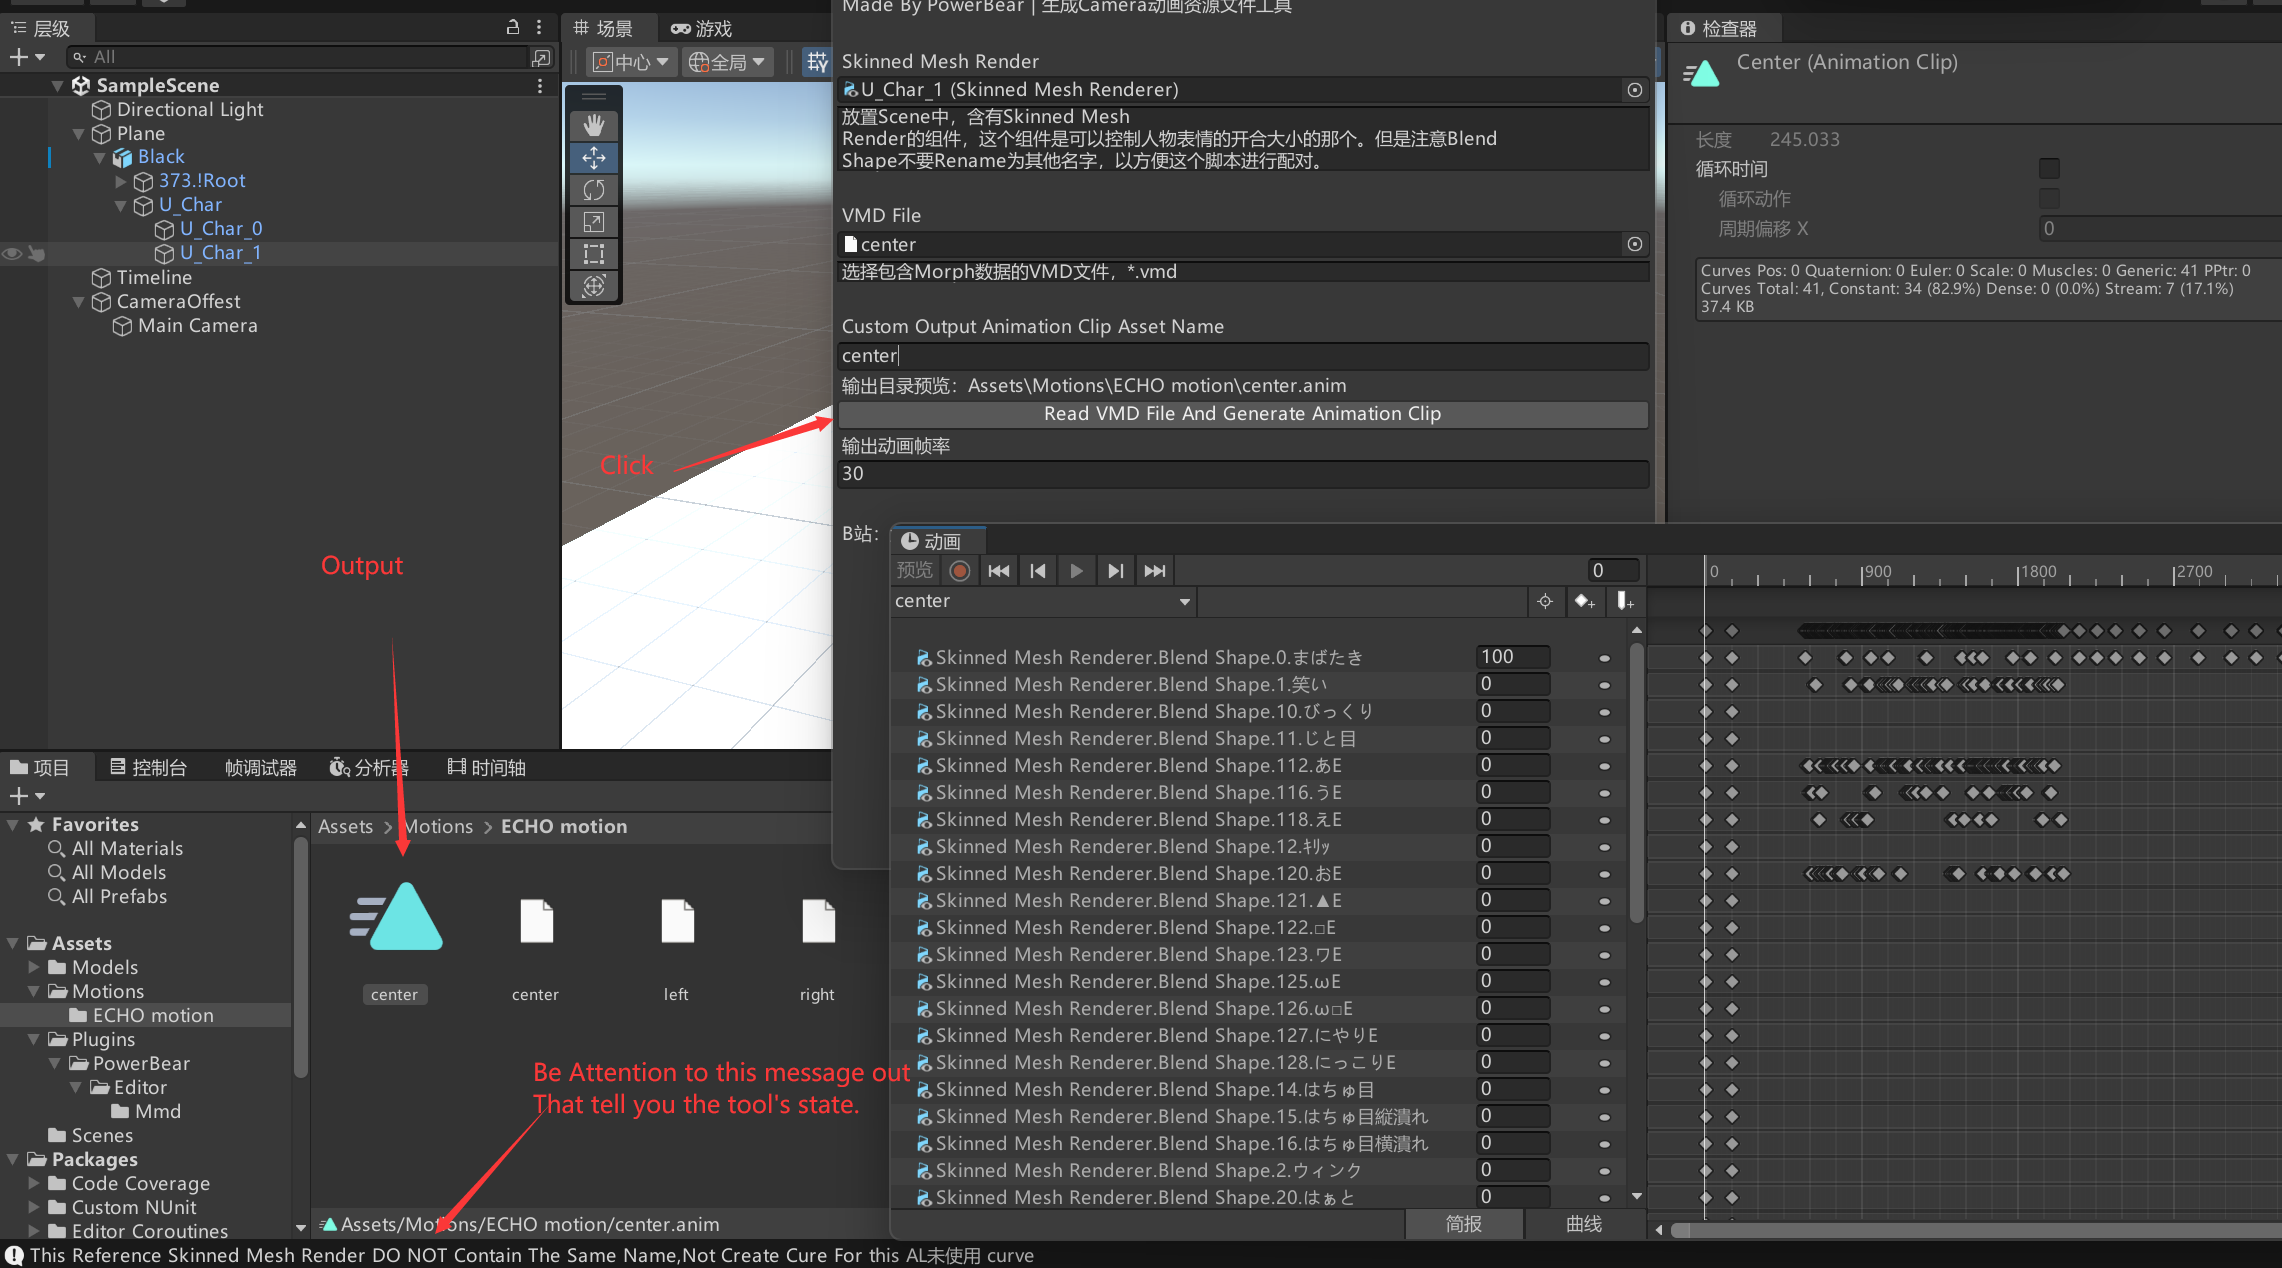 层级
All
SampleScene
Directional Light
Plane
Black
373.!Root
U_Char
U_Char_0
U_Char_1
Timeline
CameraOffest
Main Camera
场景
游戏
中心
全局
Made By PowerBear | 生成Camera动画资源文件工具
Skinned Mesh Render
U_Char_1 (Skinned Mesh Renderer)
放置Scene中，含有Skinned Mesh
Render的组件，这个组件是可以控制人物表情的开合大小的那个。但是注意Blend
Shape不要Rename为其他名字，以方便这个脚本进行配对。
VMD File
center
选择包含Morph数据的VMD文件，*.vmd
Custom Output Animation Clip Asset Name
center
输出目录预览：Assets\Motions\ECHO motion\center.anim
Read VMD File And Generate Animation Clip
输出动画帧率
30
B站：
Click
Output
检查器
Center (Animation Clip)
长度 245.033
循环时间
循环动作
周期偏移 X 0
Curves Pos: 0 Quaternion: 0 Euler: 0 Scale: 0 Muscles: 0 Generic: 41 PPtr: 0
Curves Total: 41, Constant: 34 (82.9%) Dense: 0 (0.0%) Stream: 7 (17.1%)
37.4 KB
动画
预览 0
0 900 1800 2700
center
Skinned Mesh Renderer.Blend Shape.0.まばたき 100
Skinned Mesh Renderer.Blend Shape.1.笑い 0
Skinned Mesh Renderer.Blend Shape.10.びっくり 0
Skinned Mesh Renderer.Blend Shape.11.じと目 0
Skinned Mesh Renderer.Blend Shape.112.あE 0
Skinned Mesh Renderer.Blend Shape.116.うE 0
Skinned Mesh Renderer.Blend Shape.118.えE 0
Skinned Mesh Renderer.Blend Shape.12.ｷﾘｯ 0
Skinned Mesh Renderer.Blend Shape.120.おE 0
Skinned Mesh Renderer.Blend Shape.121.▲E 0
Skinned Mesh Renderer.Blend Shape.122.□E 0
Skinned Mesh Renderer.Blend Shape.123.ワE 0
Skinned Mesh Renderer.Blend Shape.125.ωE 0
Skinned Mesh Renderer.Blend Shape.126.ω□E 0
Skinned Mesh Renderer.Blend Shape.127.にやりE 0
Skinned Mesh Renderer.Blend Shape.128.にっこりE 0
Skinned Mesh Renderer.Blend Shape.14.はちゅ目 0
Skinned Mesh Renderer.Blend Shape.15.はちゅ目縦潰れ 0
Skinned Mesh Renderer.Blend Shape.16.はちゅ目横潰れ 0
Skinned Mesh Renderer.Blend Shape.2.ウィンク 0
Skinned Mesh Renderer.Blend Shape.20.はぁと 0
简报
曲线
项目
控制台
帧调试器
分析器
时间轴
Favorites
All Materials
All Models
All Prefabs
Assets
Models
Motions
ECHO motion
Plugins
PowerBear
Editor
Mmd
Scenes
Packages
Code Coverage
Custom NUnit
Editor Coroutines
Assets > Motions > ECHO motion
center
center
left
right
Be Attention to this message out
That tell you the tool's state.
Assets/Motions/ECHO motion/center.anim
This Reference Skinned Mesh Render DO NOT Contain The Same Name,Not Create Cure For this AL未使用 curve